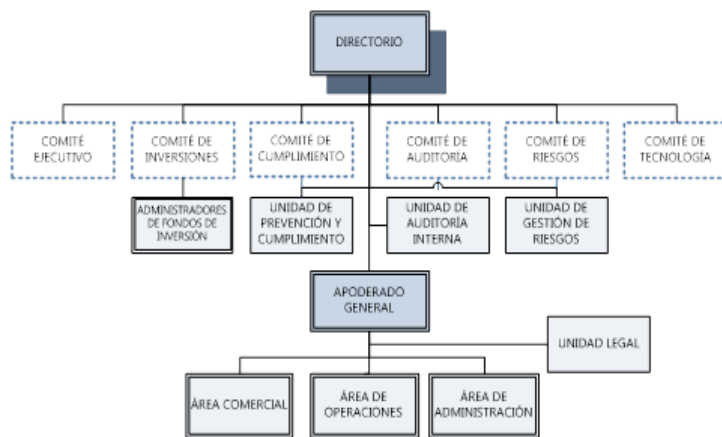 DIRECTORIO
COMITÉ
EJECUTIVO
COMITÉ DE
INVERSIONES
COMITÉ DE
CUMPLIMIENTO
COMITÉ DE
AUDITORÍA
COMITÉ DE
RIESGOS
COMITÉ DE
TECNOLOGÍA
ADMINISTRADORES
DE FONDOS DE
INVERSIÓN
UNIDAD DE
PREVENCIÓN Y
CUMPLIMIENTO
UNIDAD DE
AUDITORÍA
INTERNA
UNIDAD DE
GESTIÓN DE
RIESGOS
APODERADO
GENERAL
UNIDAD LEGAL
ÁREA COMERCIAL
ÁREA DE
OPERACIONES
ÁREA DE
ADMINISTRACIÓN